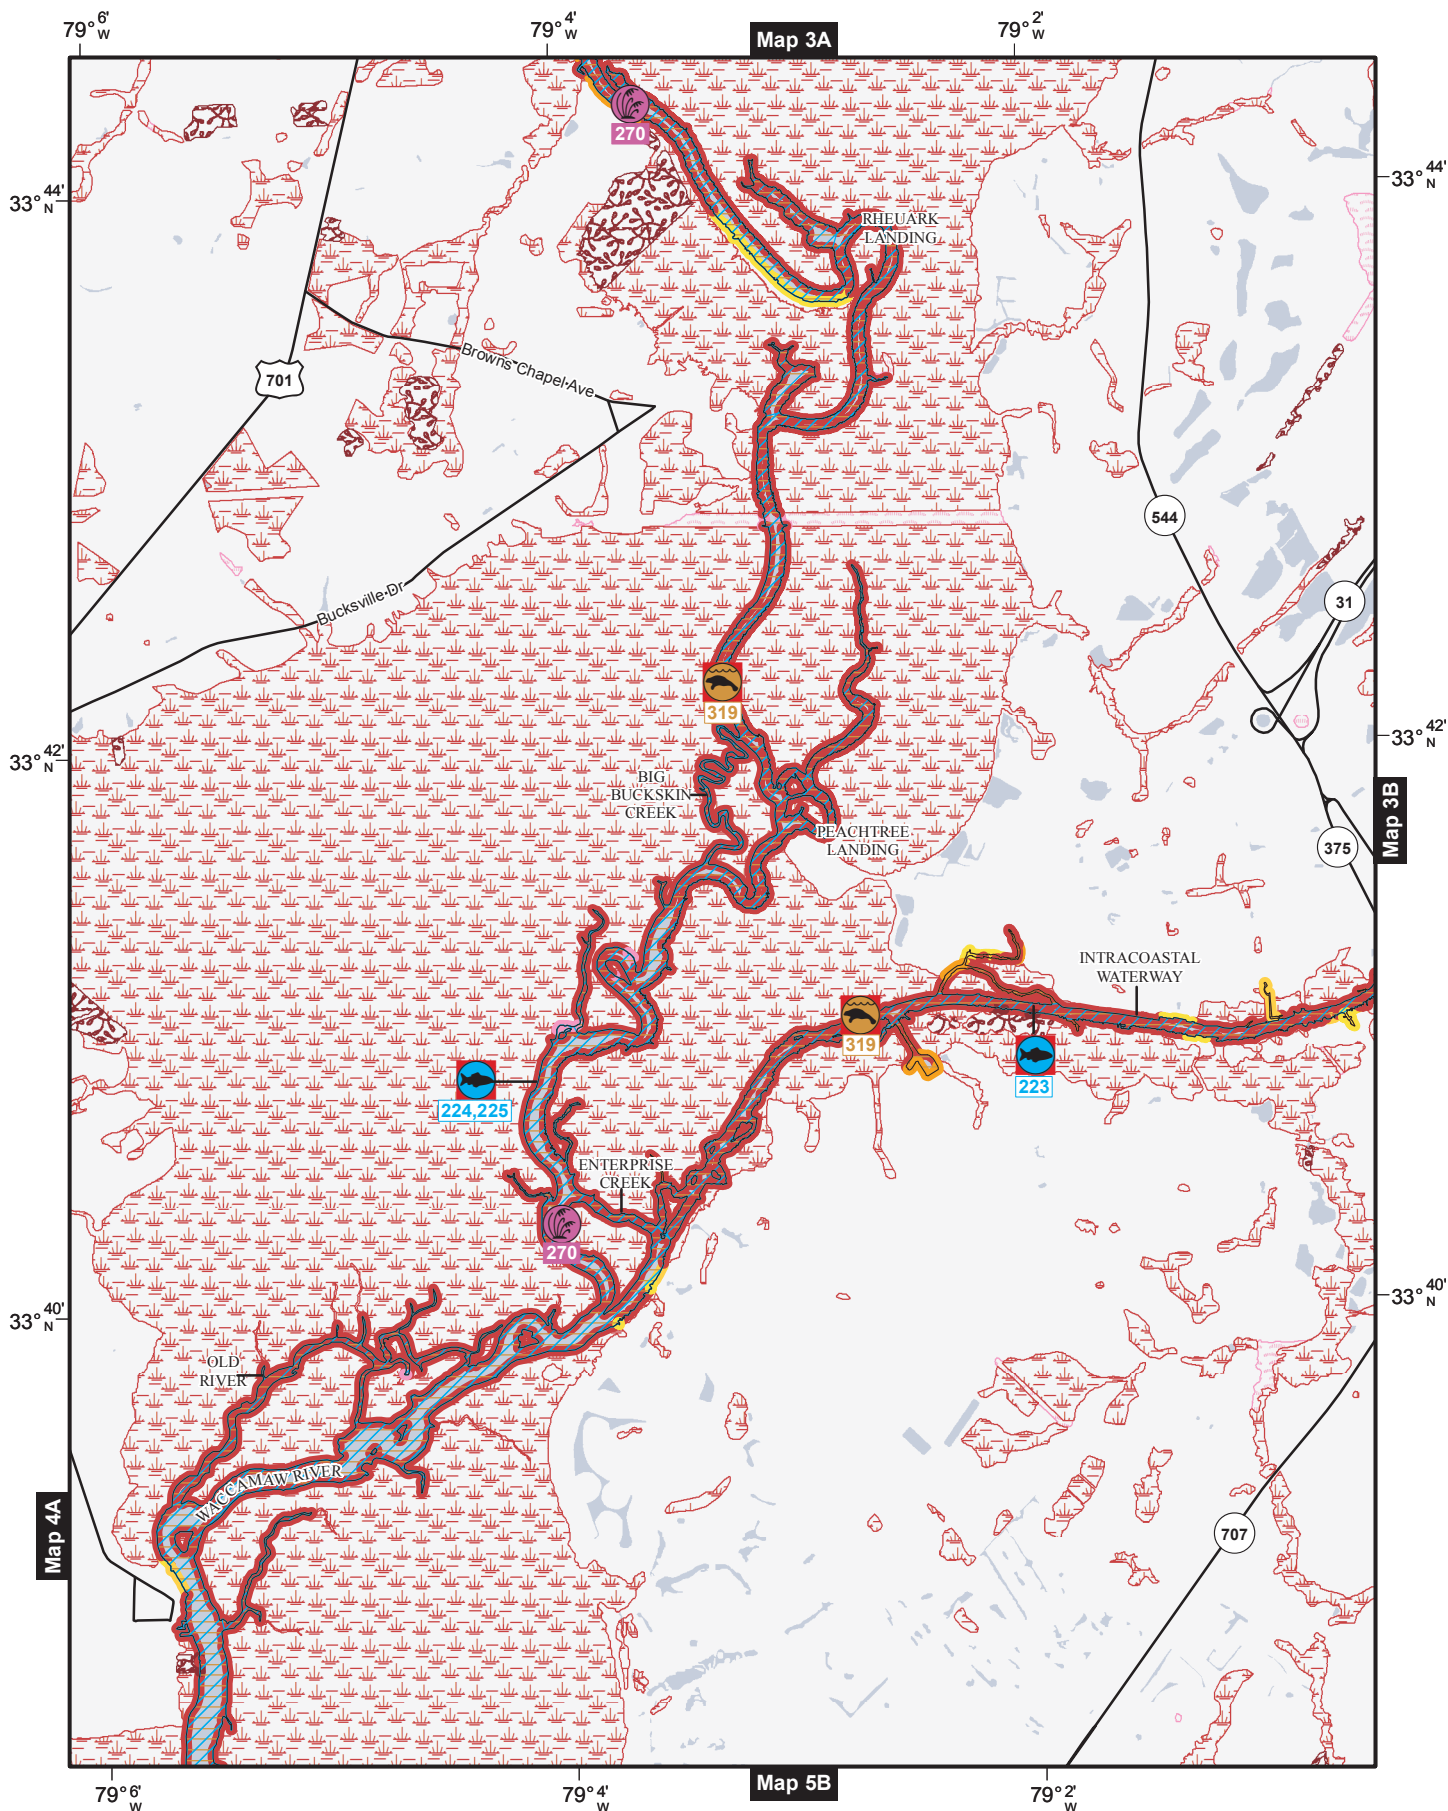 79° 6' W
79° 4' W
79° 2' W
Map 3A
270
33° 44' N
33° 44' N
RHEUARK
LANDING
Browns Chapel Ave
701
544
31
Bucksville Dr
319
33° 42' N
33° 42' N
BIG
BUCKSKIN
CREEK
PEACHTREE
LANDING
Map 3B
375
INTRACOASTAL
WATERWAY
319
223
224,225
ENTERPRISE
CREEK
270
33° 40' N
33° 40' N
OLD
RIVER
WACCAMAW RIVER
Map 4A
707
79° 6' W
79° 4' W
79° 2' W
Map 5B